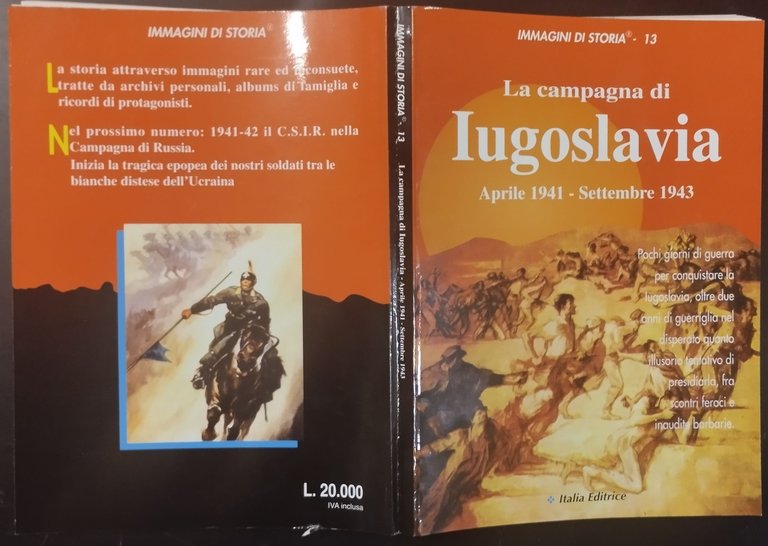 IMMAGINI DI STORIA®
La storia attraverso immagini rare ed inconsuete,
tratte da archivi personali, albums di famiglia e
ricordi di protagonisti.
Nel prossimo numero: 1941-42 il C.S.I.R. nella
Campagna di Russia.
Inizia la tragica epopea dei nostri soldati tra le
bianche distese dell'Ucraina
L. 20.000
IVA inclusa
IMMAGINI DI STORIA® - 13
La campagna di Iugoslavia - Aprile 1941 - Settembre 1943
IMMAGINI DI STORIA® - 13
La campagna di
Iugoslavia
Aprile 1941 - Settembre 1943
Pochi giorni di guerra
per conquistare la
Iugoslavia, oltre due
anni di guerriglia nel
disperato quanto
illusorio tentativo di
presidiarla, fra
scontri feroci e
inaudite barbarie.
Italia Editrice